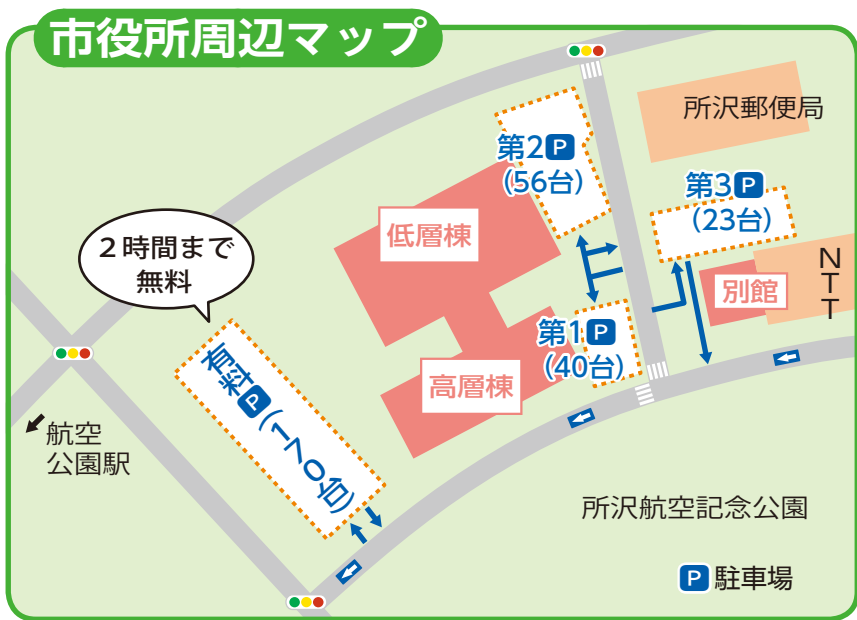 市役所周辺マップ
所沢郵便局
第2P
(56台)
第3P
(23台)
低層棟
2時間まで
無料
別館
NTT
第1P
(40台)
有料P(170台)
高層棟
航空
公園駅
所沢航空記念公園
P 駐車場